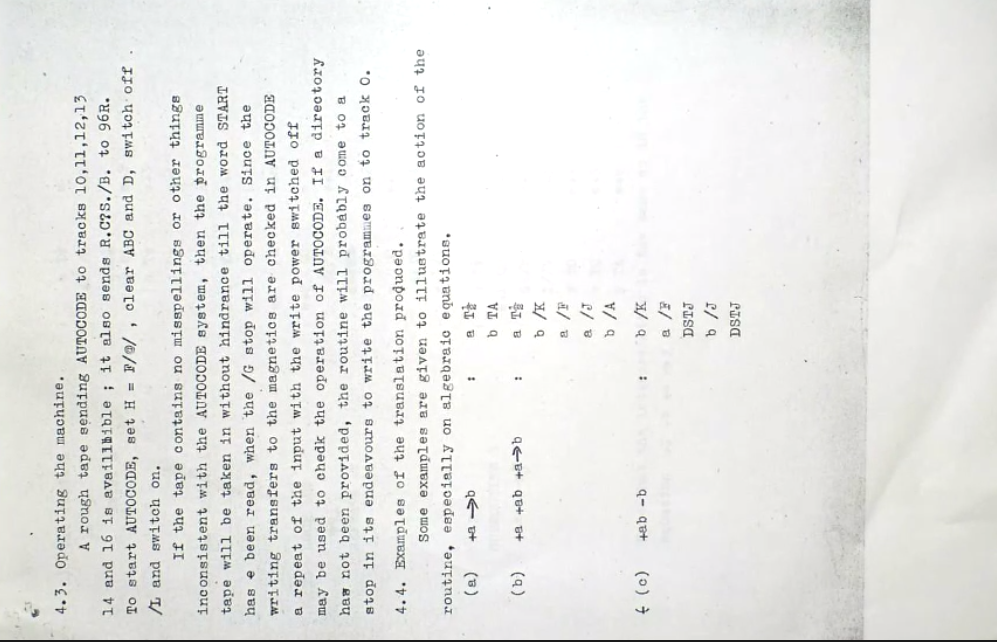 4.3. Operating the machine.
A rough tape sending AUTOCODE to tracks 10,11,12,13
14 and 16 is availlbible ; it also sends R.C?S./B. to 96R.
To start AUTOCODE, set H = F/@/ , clear ABC and D, switch off .
/L and switch on.
If the tape contains no misspellings or other things
inconsistent with the AUTOCODE system, then the programme
tape will be taken in without hindrance till the word START
has e been read, when the /G stop will operate. Since the
writing transfers to the magnetics are checked in AUTOCODE
a repeat of the input with the write power switched off
may be used to chedk the operation of AUTOCODE. If a directory
has not been provided, the routine will probably come to a
stop in its endeavours to write the programmes on to track 0.
4.4. Examples of the translation produced.
Some examples are given to illustrate the action of the
routine, especially on algebraic equations.
(a) +a →b : a T½
b TA
(b) +a +ab +a→b : a T½
b /K
a /F
a /J
b /A
(c) +ab -b : b /K
a /F
DSTJ
b /J
DSTJ